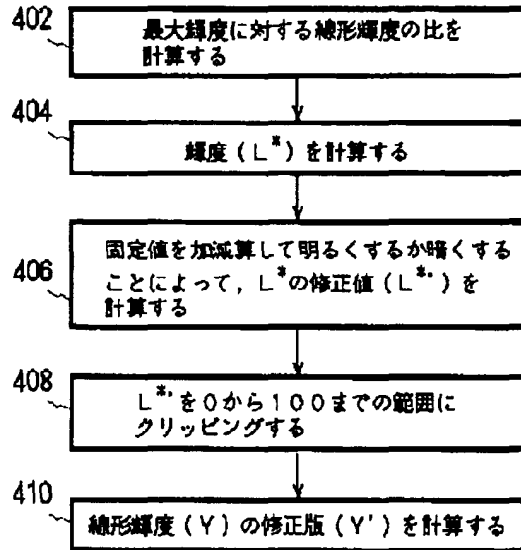 402
最大輝度に対する線形輝度の比を
計算する
404
輝度(L*)を計算する
406
固定値を加減算して明るくするか暗くする
ことによって,L*の修正値(L*')を
計算する
408
L*'を0から100までの範囲に
クリッピングする
410
線形輝度(Y)の修正版(Y')を計算する